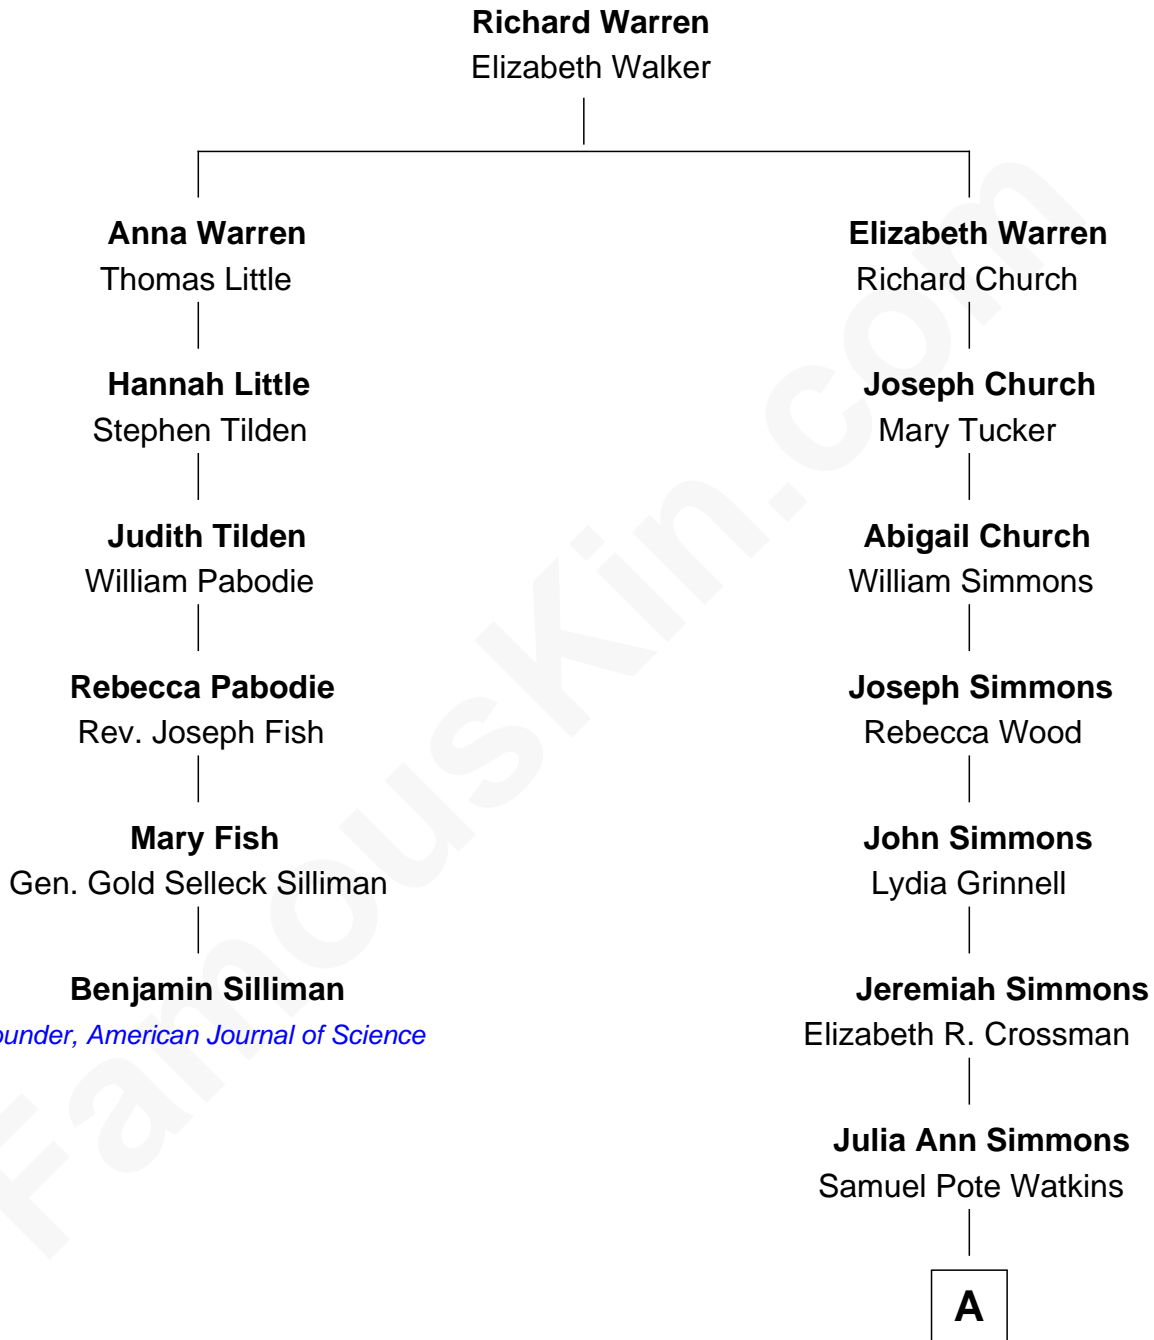 Richard Warren
Elizabeth Walker
Anna Warren
Thomas Little
Hannah Little
Stephen Tilden
Judith Tilden
William Pabodie
Rebecca Pabodie
Rev. Joseph Fish
Mary Fish
Gen. Gold Selleck Silliman
Benjamin Silliman
ounder, American Journal of Science
Elizabeth Warren
Richard Church
Joseph Church
Mary Tucker
Abigail Church
William Simmons
Joseph Simmons
Rebecca Wood
John Simmons
Lydia Grinnell
Jeremiah Simmons
Elizabeth R. Crossman
Julia Ann Simmons
Samuel Pote Watkins
A
FamousKin.com